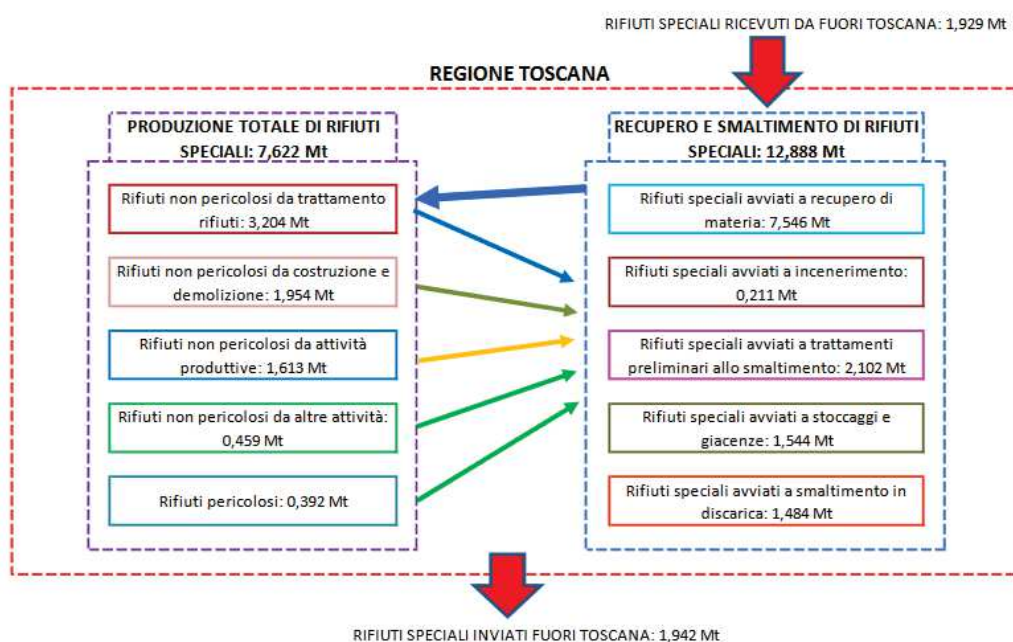 RIFIUTI SPECIALI RICEVUTI DA FUORI TOSCANA: 1,929 Mt
REGIONE TOSCANA
PRODUZIONE TOTALE DI RIFIUTI
SPECIALI: 7,622 Mt
Rifiuti non pericolosi da trattamento
rifiuti: 3,204 Mt
Rifiuti non pericolosi da costruzione e
demolizione: 1,954 Mt
Rifiuti non pericolosi da attività
produttive: 1,613 Mt
Rifiuti non pericolosi da altre attività:
0,459 Mt
Rifiuti pericolosi: 0,392 Mt
RECUPERO E SMALTIMENTO DI RIFIUTI
SPECIALI: 12,888 Mt
Rifiuti speciali avviati a recupero di
materia: 7,546 Mt
Rifiuti speciali avviati a incenerimento:
0,211 Mt
Rifiuti speciali avviati a trattamenti
preliminari allo smaltimento: 2,102 Mt
Rifiuti speciali avviati a stoccaggi e
giacenze: 1,544 Mt
Rifiuti speciali avviati a smaltimento in
discarica: 1,484 Mt
RIFIUTI SPECIALI INVIATI FUORI TOSCANA: 1,942 Mt